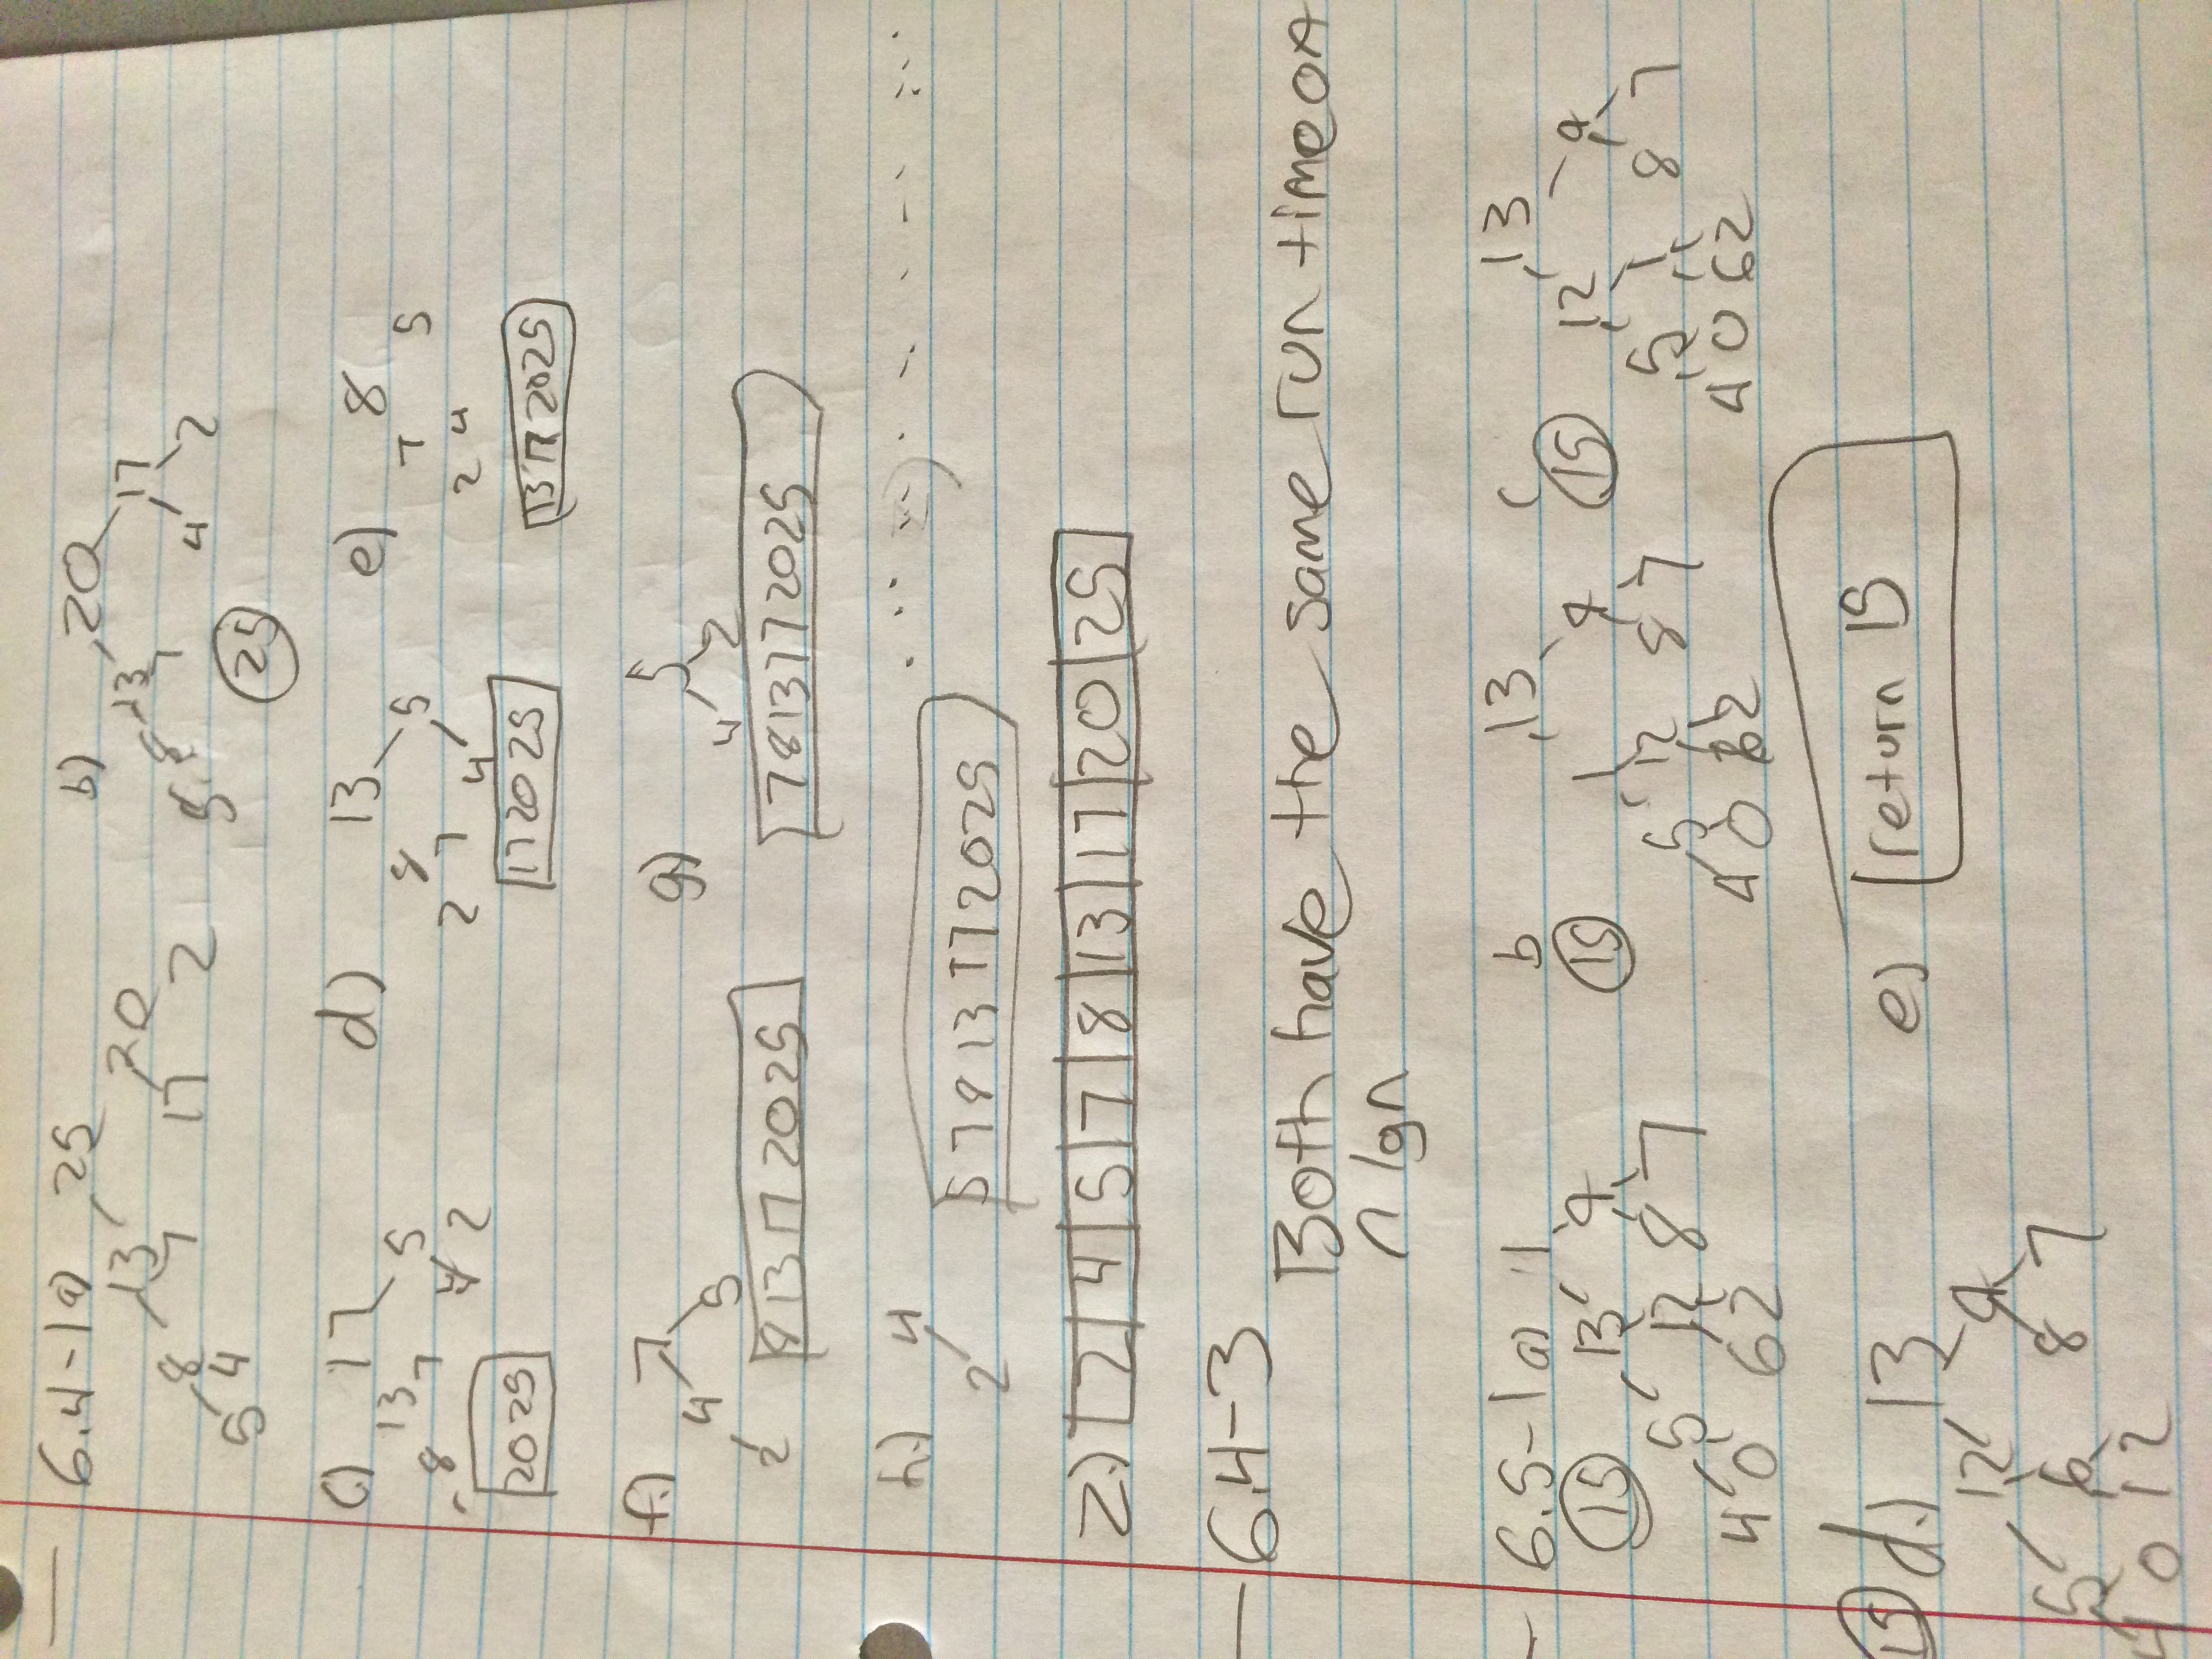 6.4-1 a) 25 b) 20
13 20 13 17
8 7 17 2 5 8 7 4 2
5 4 25
c.) 17 d.) 13 e) 8
13 5 8 5 7 5
8 7 4 2 2 7 4 2 4
20 25 17 20 25 13 17 20 25
f.) 7 g.) 5
4 5 4 2
2 8 13 17 20 25 7 8 13 17 20 25
h.) 4
2 5 7 8 13 17 20 25
2 4 5 7 8 13 17 20 25
6.4-3
Both have the same run time of
n lgn
6.5-1 a) 1 b 13 c 13
15 13 9 15 1 9 15 12 9
5 12 8 7 5 12 8 7 5 1 8 7
4 0 6 2 4 0 6 2 4 0 6 2
15 d.) 13 e) return 15
12 9
5 6 8 7
4 0 1 2